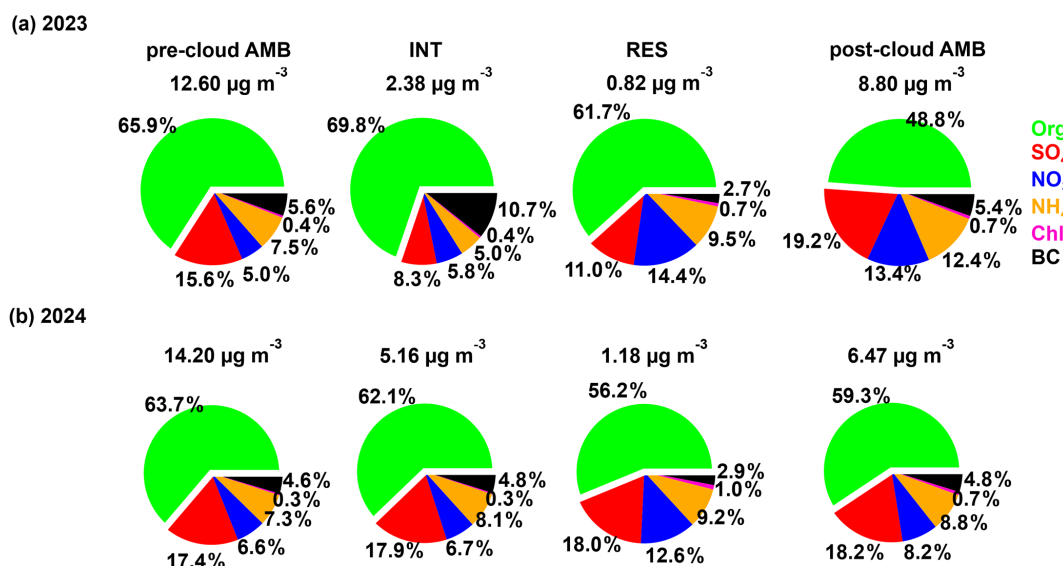 (a) 2023
pre-cloud AMB INT RES post-cloud AMB
12.60 µg m-3 2.38 µg m-3 0.82 µg m-3 8.80 µg m-3
65.9% 5.6% 0.4% 7.5% 5.0% 15.6%
69.8% 10.7% 0.4% 5.0% 5.8% 8.3%
61.7% 2.7% 0.7% 9.5% 14.4% 11.0%
48.8% 5.4% 0.7% 12.4% 13.4% 19.2%
Org
SO
NO
NH
Chl
BC
(b) 2024
14.20 µg m-3 5.16 µg m-3 1.18 µg m-3 6.47 µg m-3
63.7% 4.6% 0.3% 7.3% 6.6% 17.4%
62.1% 4.8% 0.3% 8.1% 6.7% 17.9%
56.2% 2.9% 1.0% 9.2% 12.6% 18.0%
59.3% 4.8% 0.7% 8.8% 8.2% 18.2%